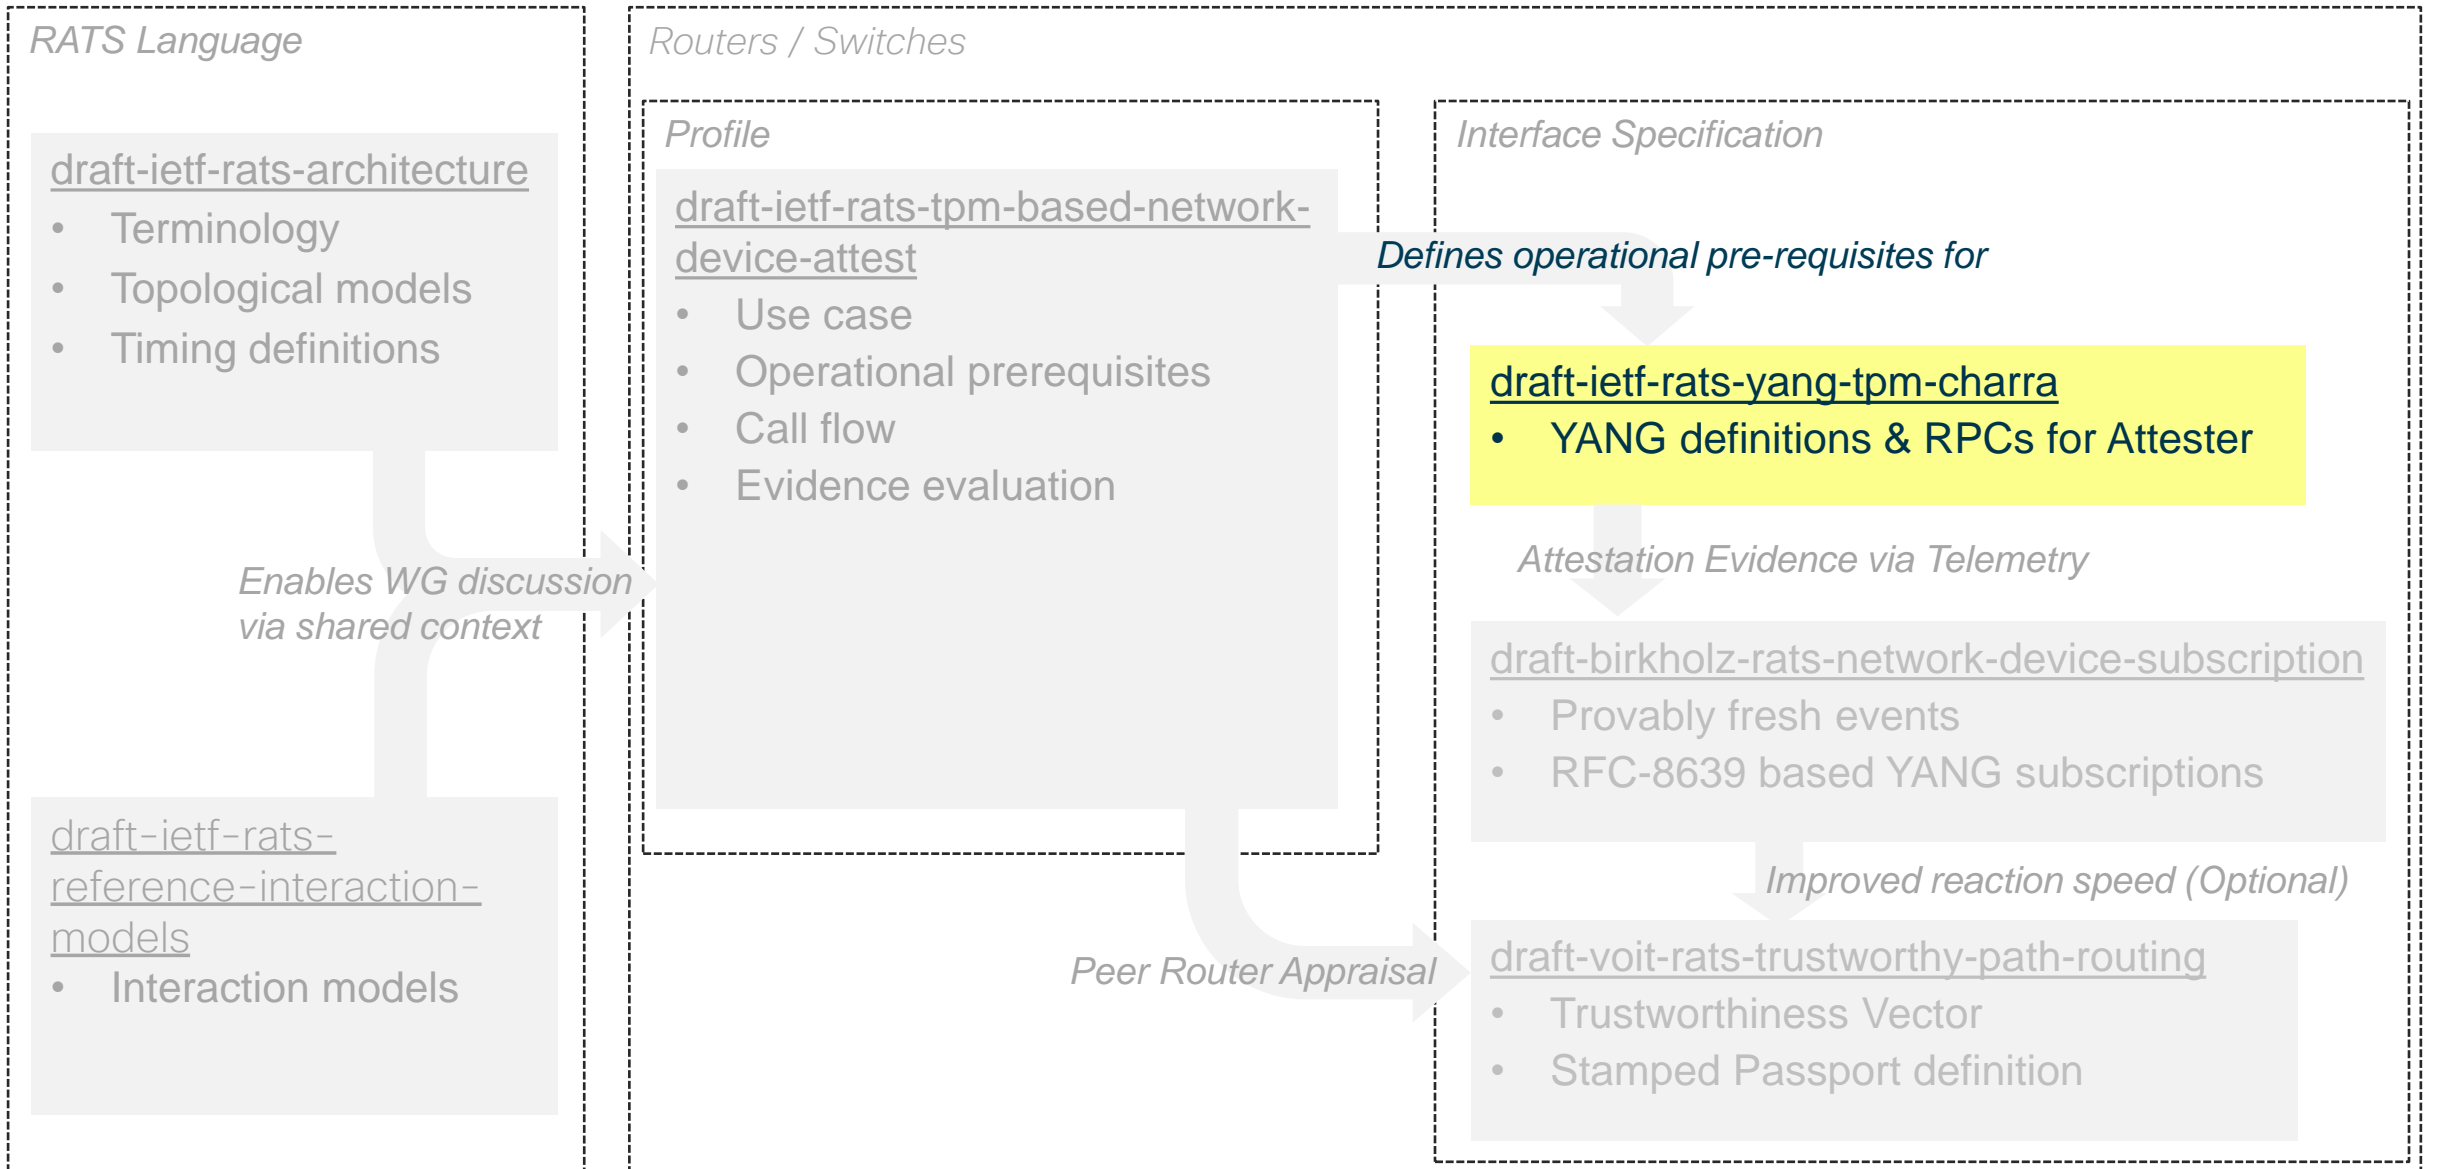 RATS Language
draft-ietf-rats-architecture
• Terminology
• Topological models
• Timing definitions
Enables WG discussion
via shared context
draft-ietf-rats-
reference-interaction-
models
• Interaction models
Routers / Switches
Profile
draft-ietf-rats-tpm-based-network-
device-attest
• Use case
• Operational prerequisites
• Call flow
• Evidence evaluation
Defines operational pre-requisites for
Peer Router Appraisal
Interface Specification
draft-ietf-rats-yang-tpm-charra
• YANG definitions & RPCs for Attester
Attestation Evidence via Telemetry
draft-birkholz-rats-network-device-subscription
• Provably fresh events
• RFC-8639 based YANG subscriptions
Improved reaction speed (Optional)
draft-voit-rats-trustworthy-path-routing
• Trustworthiness Vector
• Stamped Passport definition